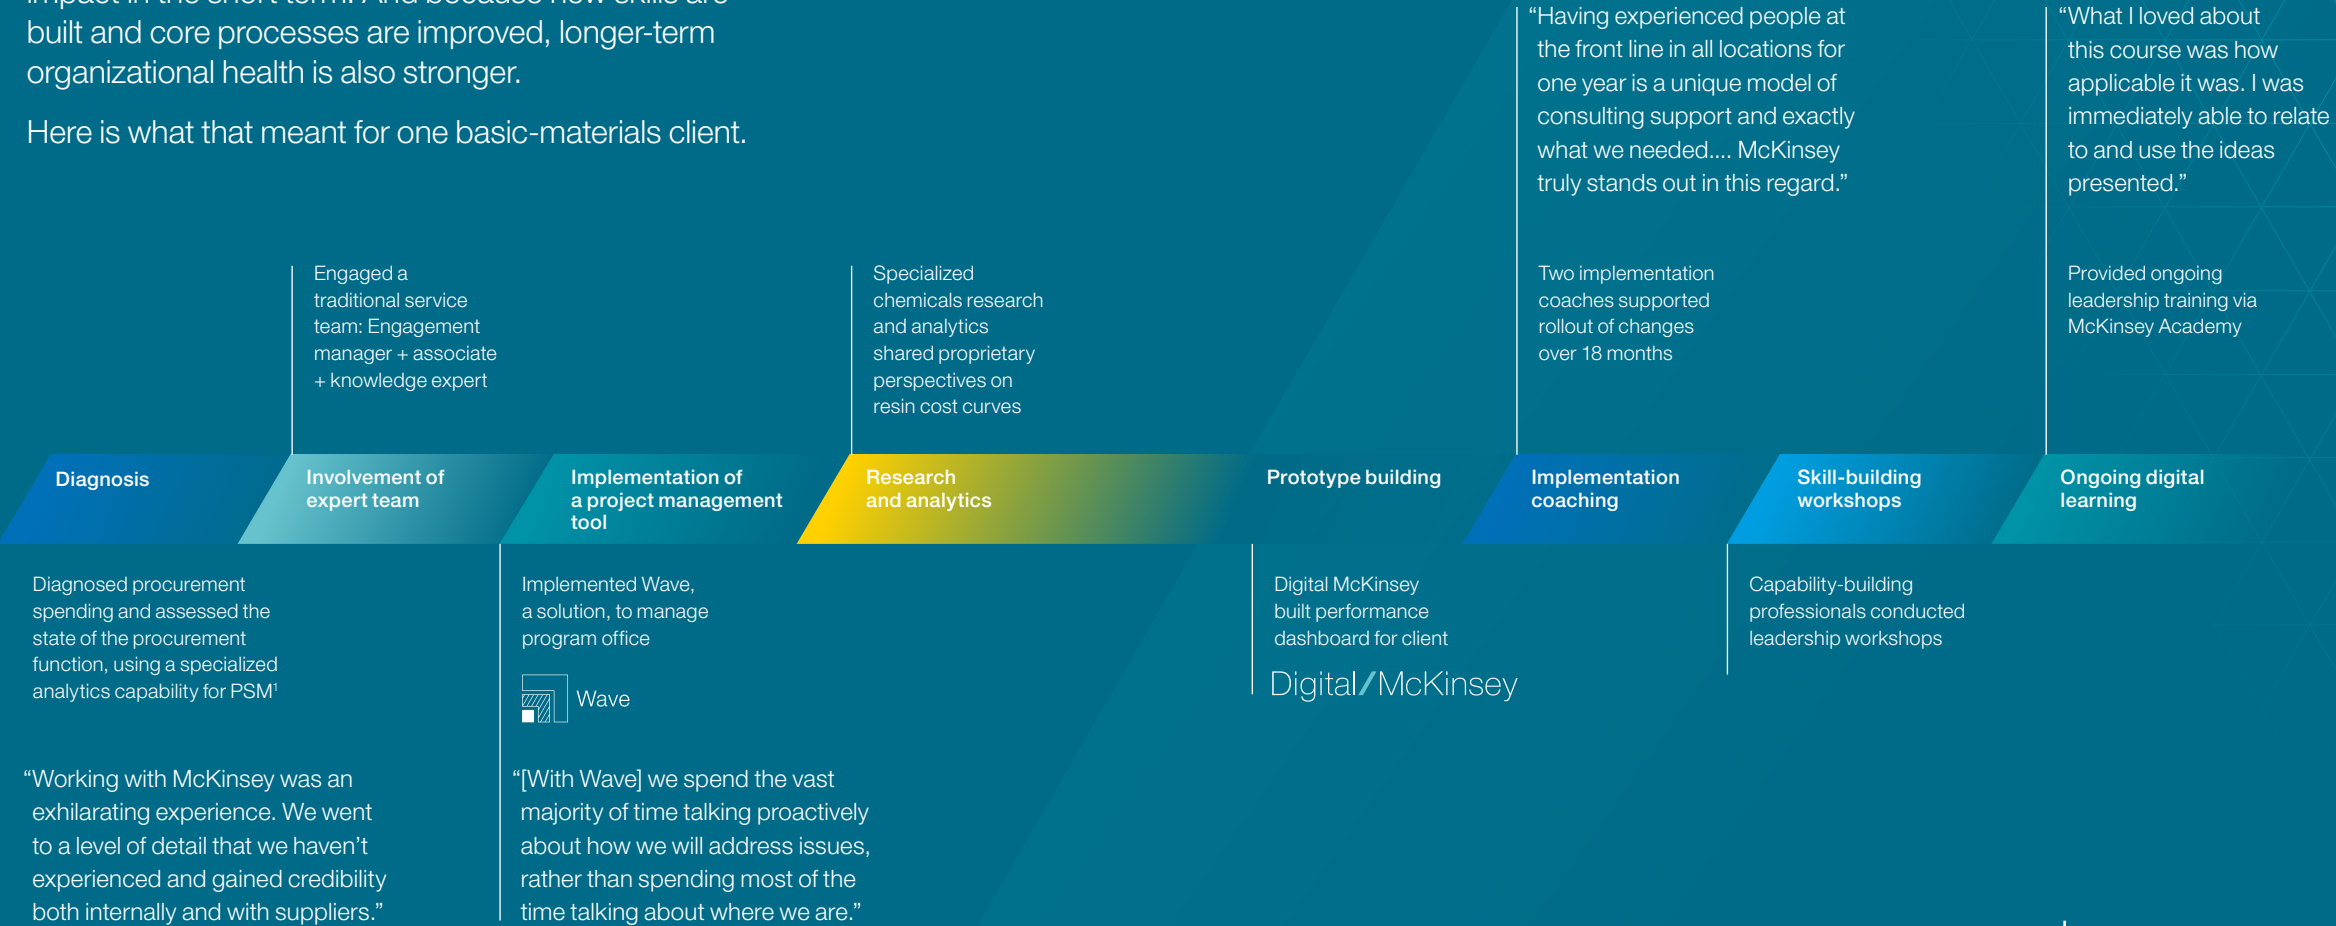 impact in the short term. And because new skills are
built and core processes are improved, longer-term
organizational health is also stronger.
Here is what that meant for one basic-materials client.
“Having experienced people at
the front line in all locations for
one year is a unique model of
consulting support and exactly
what we needed.... McKinsey
truly stands out in this regard.”
“What I loved about
this course was how
applicable it was. I was
immediately able to relate
to and use the ideas
presented.”
Engaged a
traditional service
team: Engagement
manager + associate
+ knowledge expert
Specialized
chemicals research
and analytics
shared proprietary
perspectives on
resin cost curves
Two implementation
coaches supported
rollout of changes
over 18 months
Provided ongoing
leadership training via
McKinsey Academy
Diagnosis
Involvement of
expert team
Implementation of
a project management
tool
Research
and analytics
Prototype building
Implementation
coaching
Skill-building
workshops
Ongoing digital
learning
Diagnosed procurement
spending and assessed the
state of the procurement
function, using a specialized
analytics capability for PSM¹
Implemented Wave,
a solution, to manage
program office
Wave
Digital McKinsey
built performance
dashboard for client
Digital/McKinsey
Capability-building
professionals conducted
leadership workshops
“Working with McKinsey was an
exhilarating experience. We went
to a level of detail that we haven’t
experienced and gained credibility
both internally and with suppliers.”
“[With Wave] we spend the vast
majority of time talking proactively
about how we will address issues,
rather than spending most of the
time talking about where we are.”